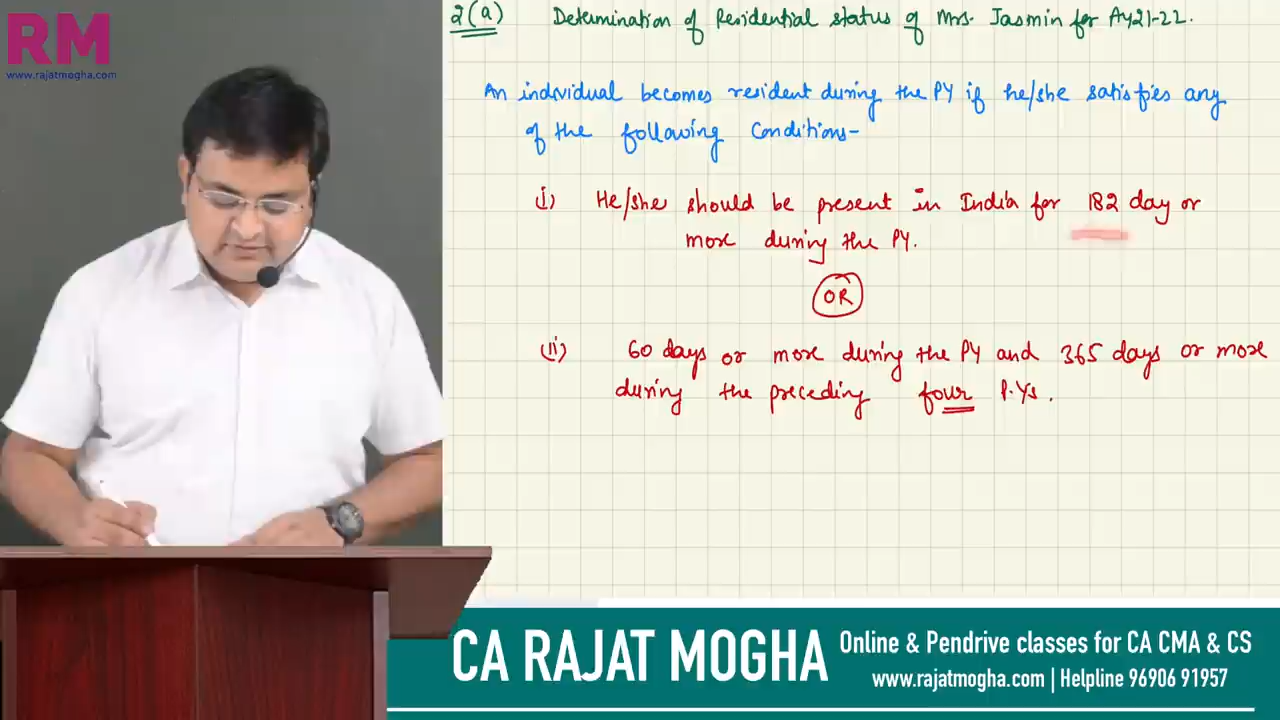 RM
www.rajatmogha.com
2(a) Determination of Residential status of Mrs. Jasmin for AY21-22.
An individual becomes resident during the PY if he/she satisfies any
of the following Conditions-
i) He/she should be present in India for 182 day or
more during the PY.
OR
ii) 60 days or more during the PY and 365 days or more
during the preceding four P.Ys.
CA RAJAT MOGHA
Online & Pendrive classes for CA CMA & CS
www.rajatmogha.com | Helpline 96906 91957